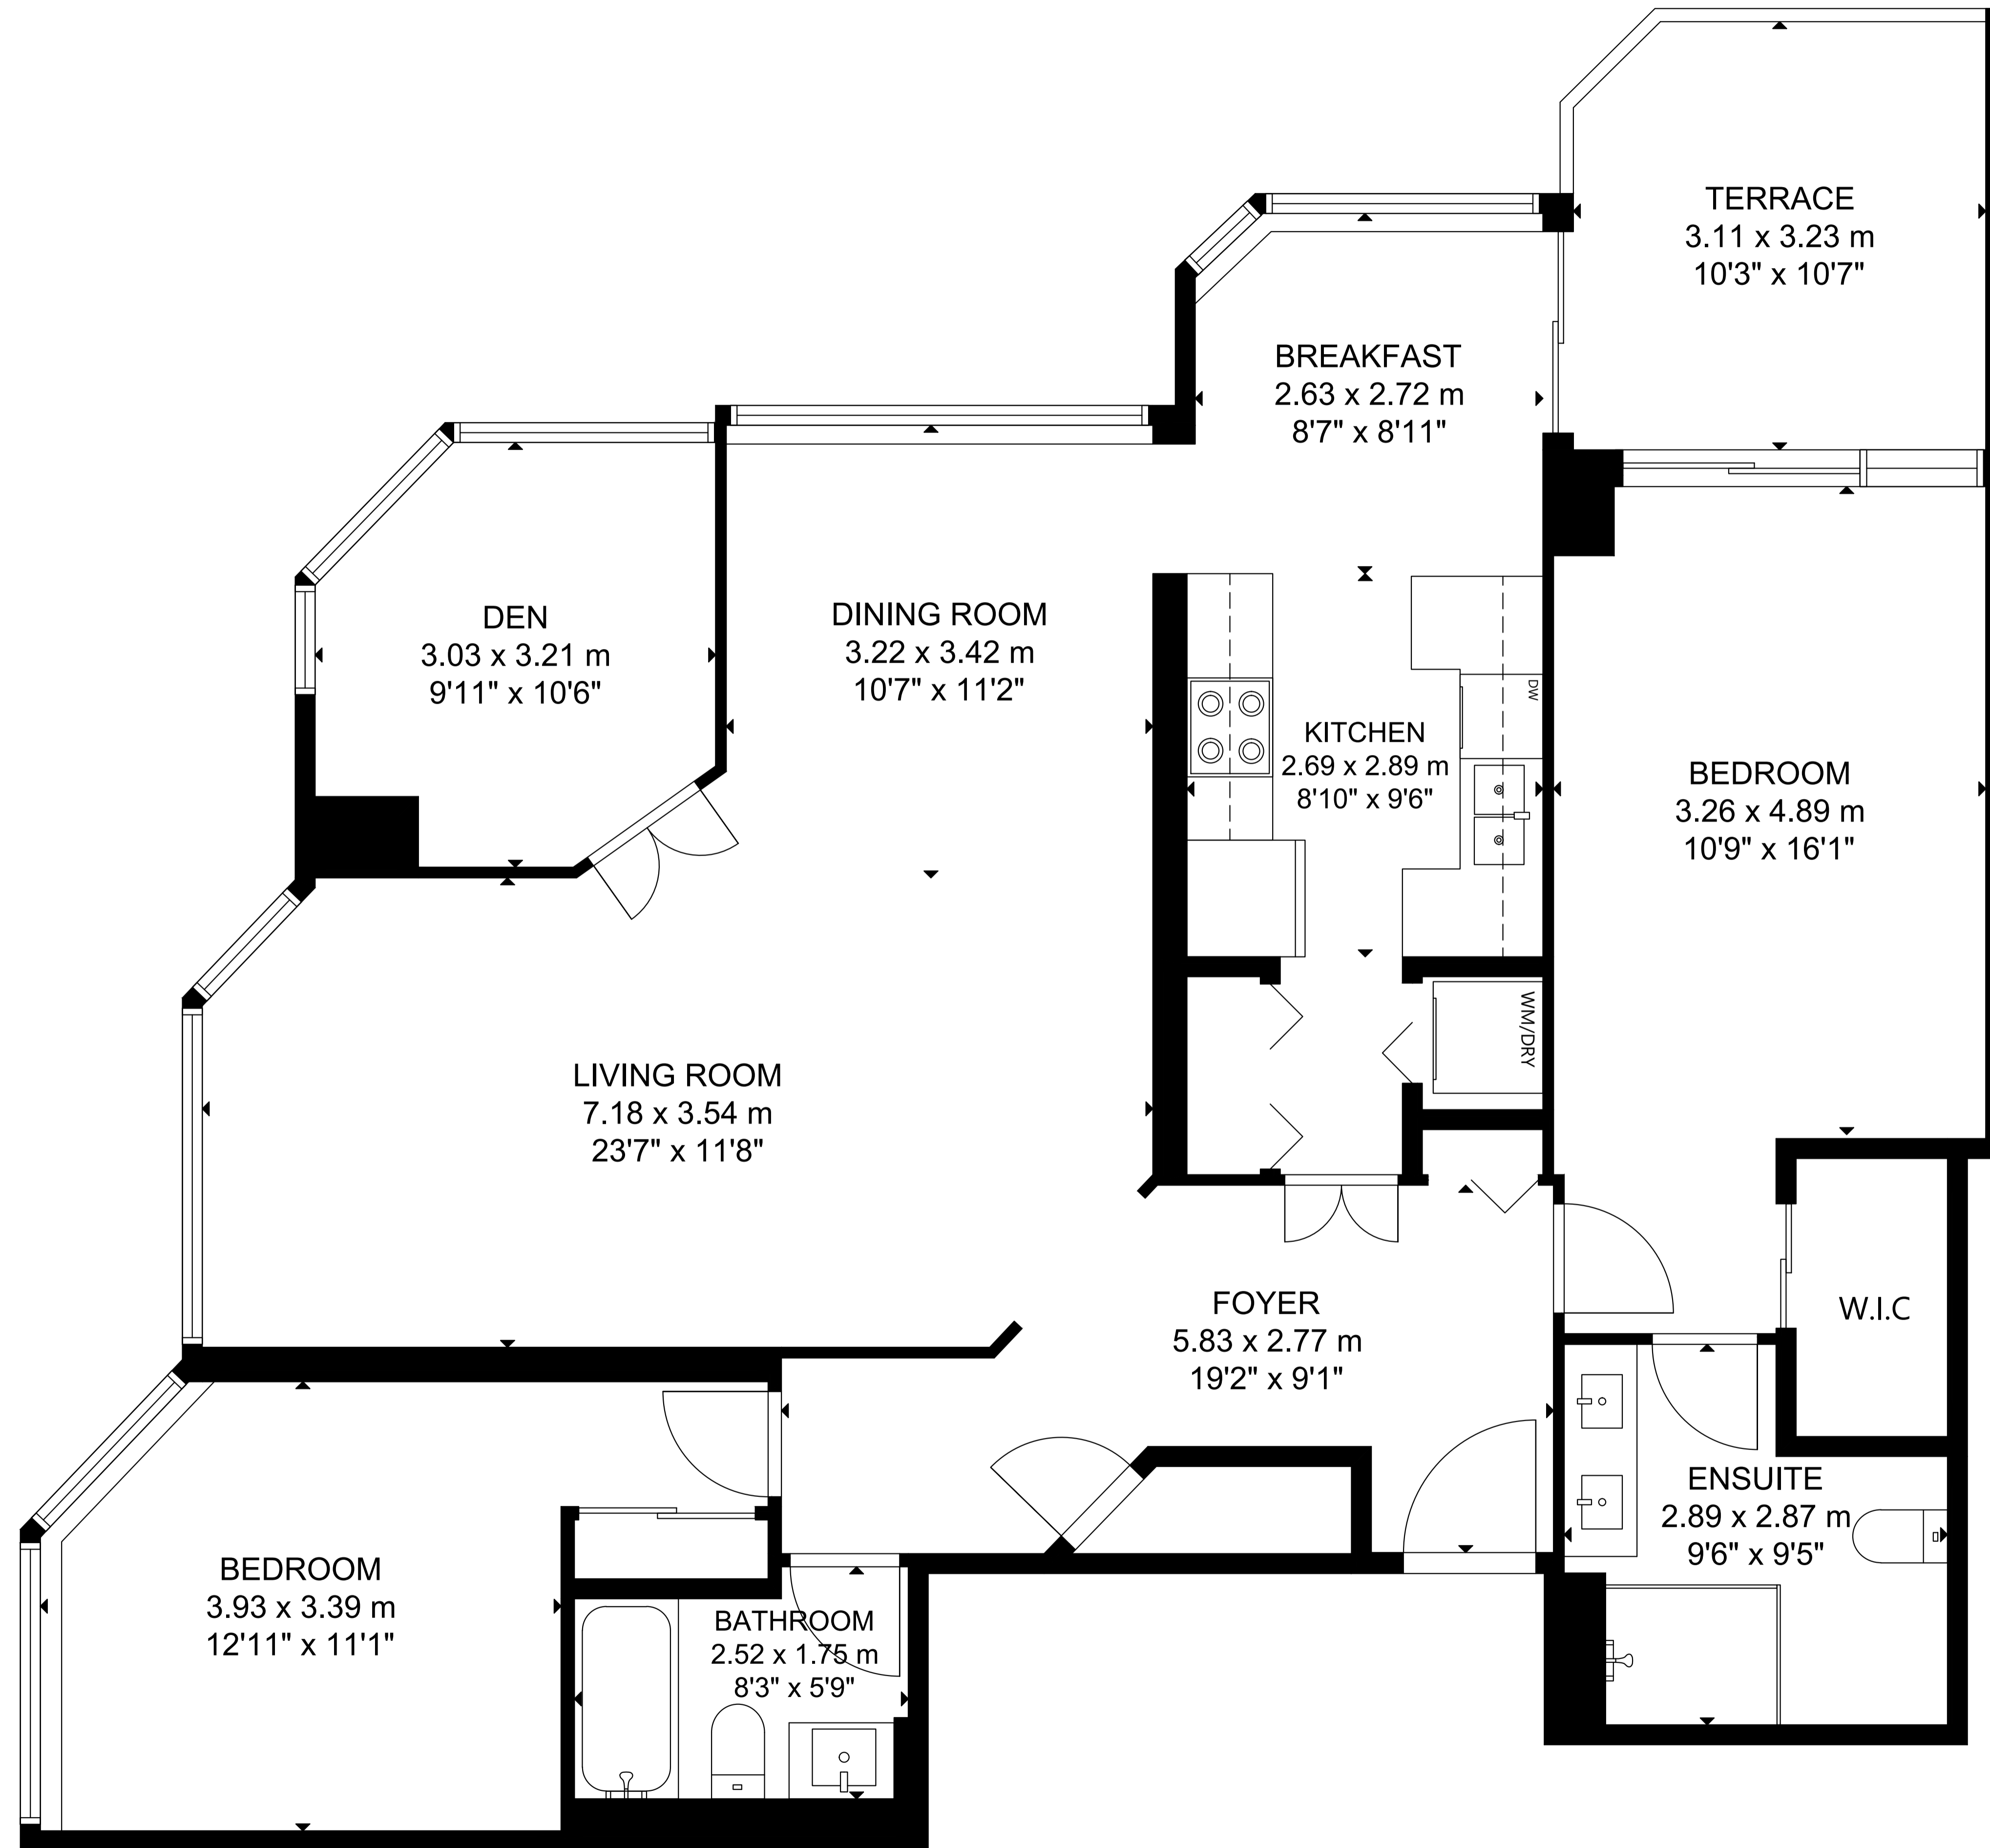 TERRACE
3.11 x 3.23 m
10'3" x 10'7"
BREAKFAST
2.63 x 2.72 m
8'7" x 8'11"
DEN
3.03 x 3.21 m
9'11" x 10'6"
DINING ROOM
3.22 x 3.42 m
10'7" x 11'2"
DW
KITCHEN
2.69 x 2.89 m
8'10" x 9'6"
BEDROOM
3.26 x 4.89 m
10'9" x 16'1"
WM/DRY
LIVING ROOM
7.18 x 3.54 m
23'7" x 11'8"
FOYER
5.83 x 2.77 m
19'2" x 9'1"
W.I.C
ENSUITE
2.89 x 2.87 m
9'6" x 9'5"
BEDROOM
3.93 x 3.39 m
12'11" x 11'1"
BATHROOM
2.52 x 1.75 m
8'3" x 5'9"